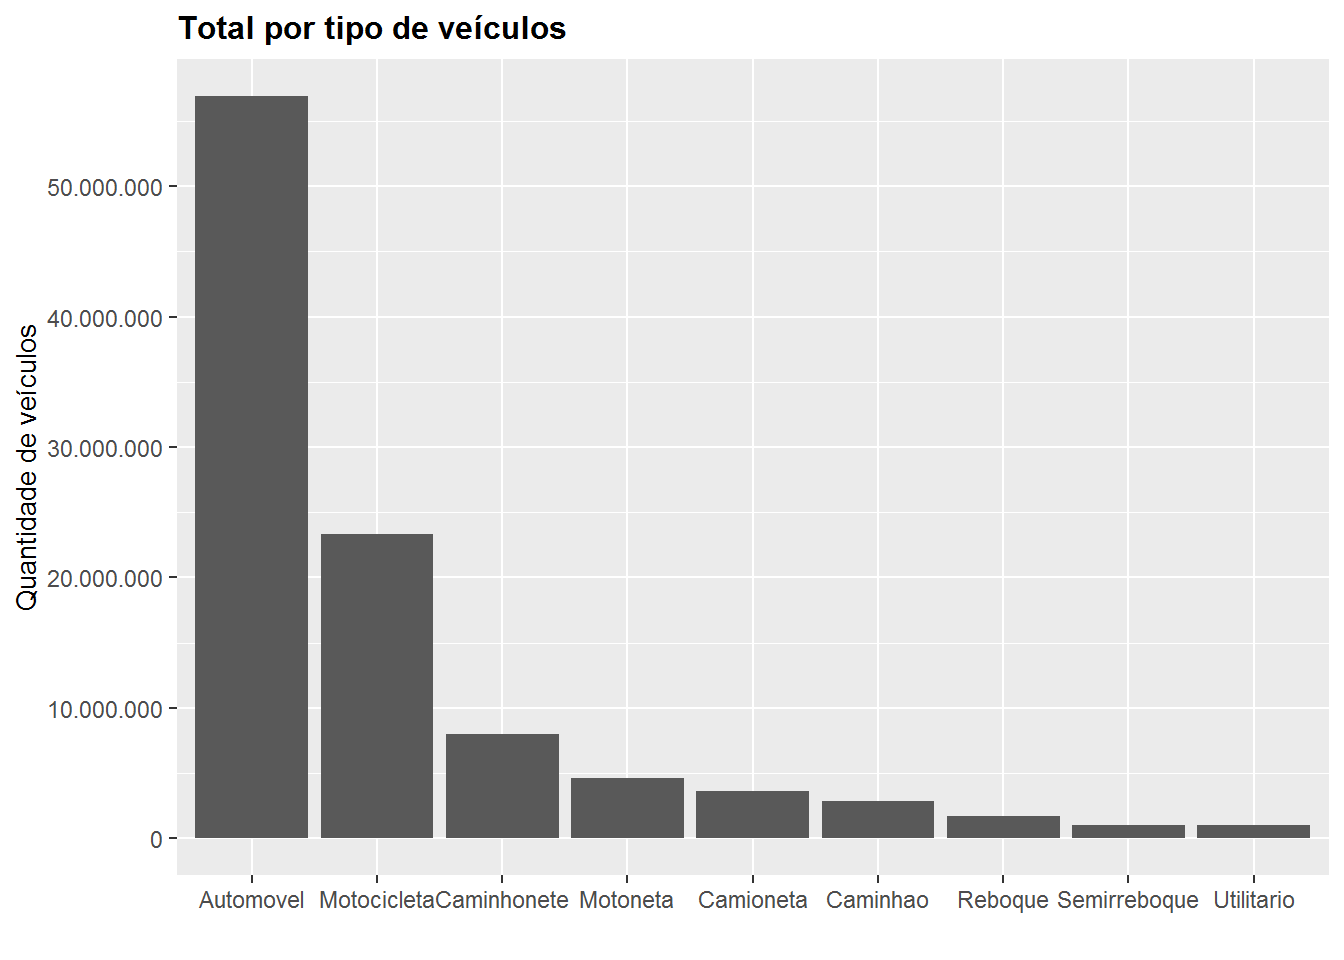 Total por tipo de veículos
Quantidade de veículos
50.000.000
40.000.000
30.000.000
20.000.000
10.000.000
0
Automovel Motocicleta Caminhonete Motoneta Camioneta Caminhao Reboque Semirreboque Utilitario